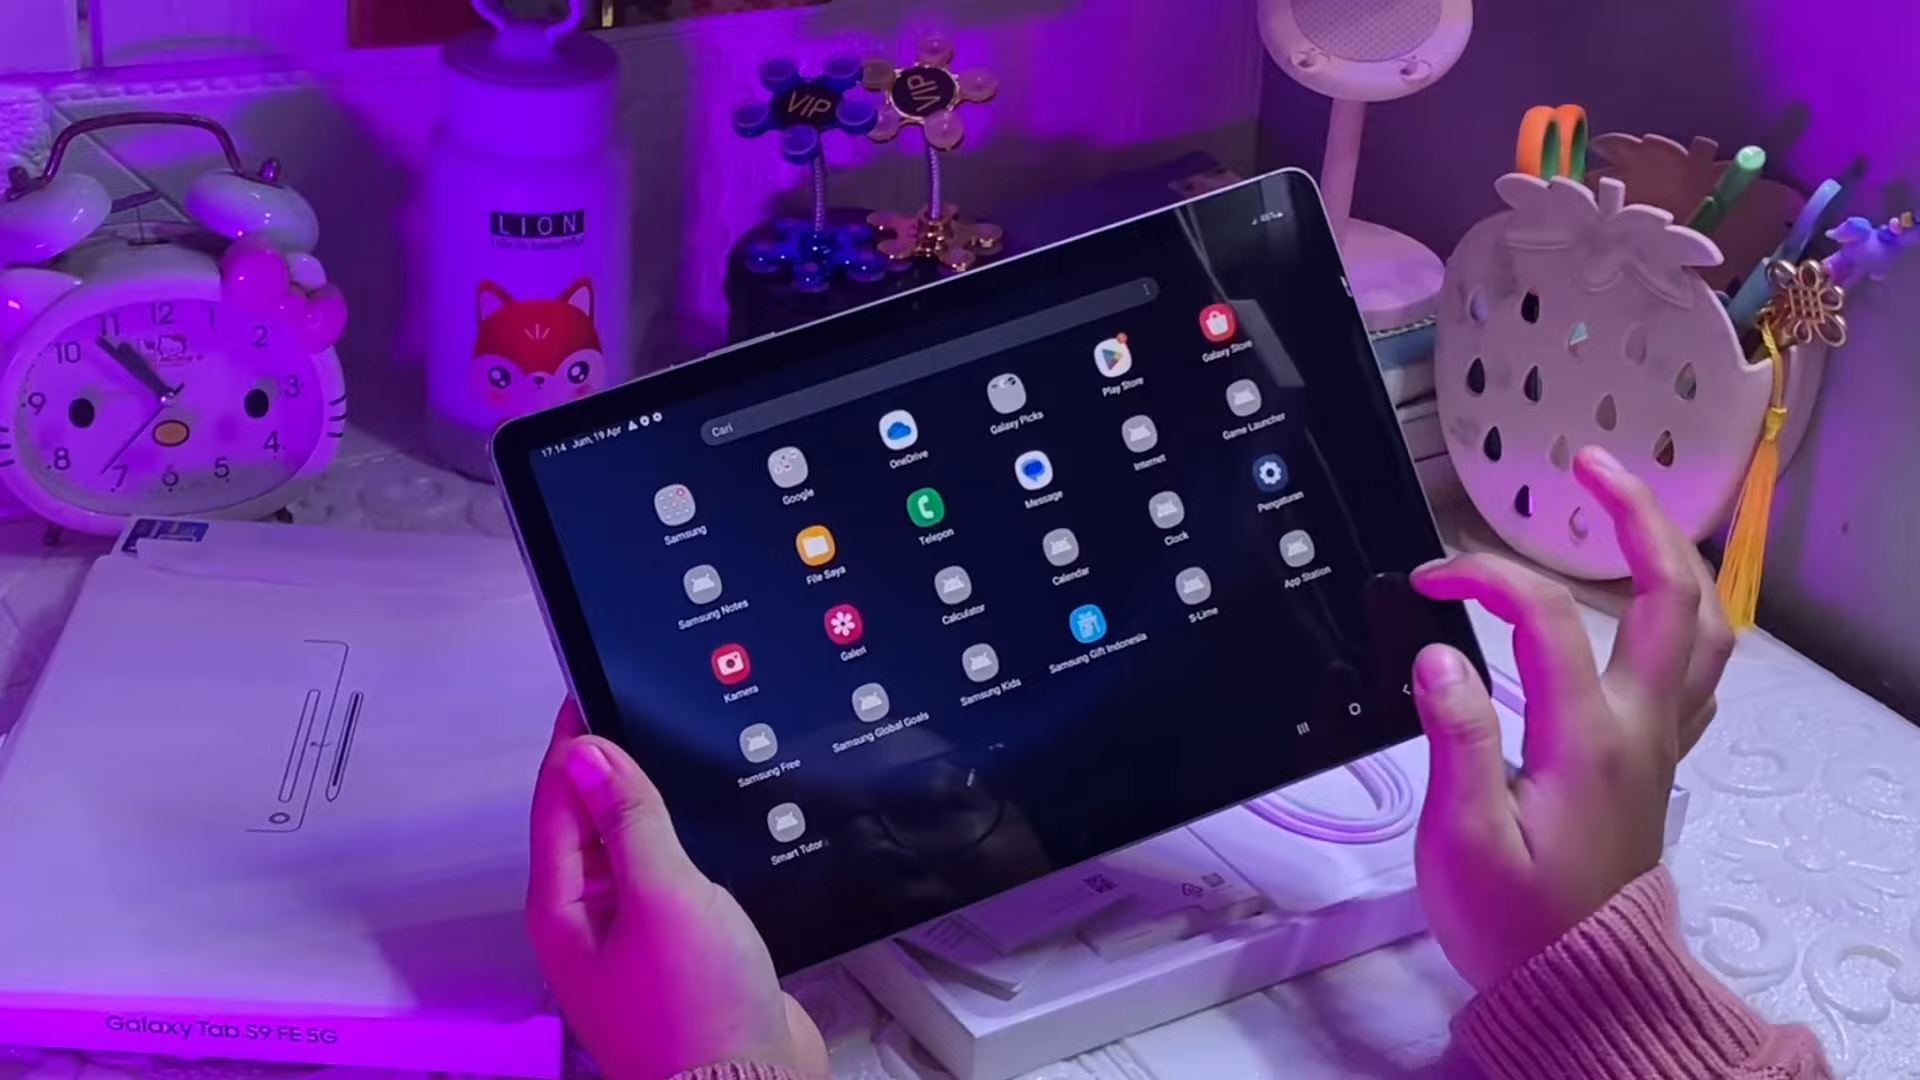 12
11
1
10
2
9
3
8
4
7
6
5
LION
VIP
VIP
17.14 Jum, 19 Apr
Cari
Samsung
Google
OneDrive
Galaxy Picks
Play Store
Galaxy Store
Samsung Notes
File Saya
Telepon
Message
Internet
Game Launcher
Kamera
Galeri
Calculator
Calendar
Clock
Pengaturan
Samsung Free
Samsung Global Goals
Samsung Kids
Samsung Gift Indonesia
S-Lime
App Station
Smart Tutor
Galaxy Tab S9 FE 5G